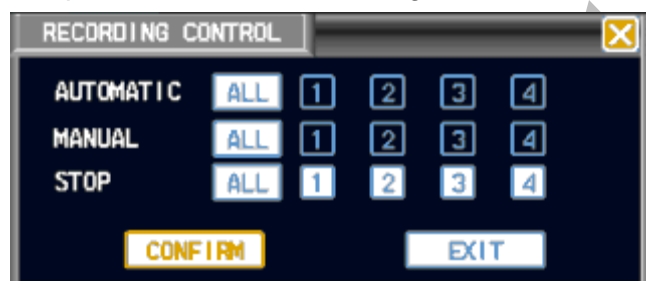 RECORDING CONTROL
AUTOMATIC ALL 1 2 3 4
MANUAL ALL 1 2 3 4
STOP ALL 1 2 3 4
CONFIRM EXIT